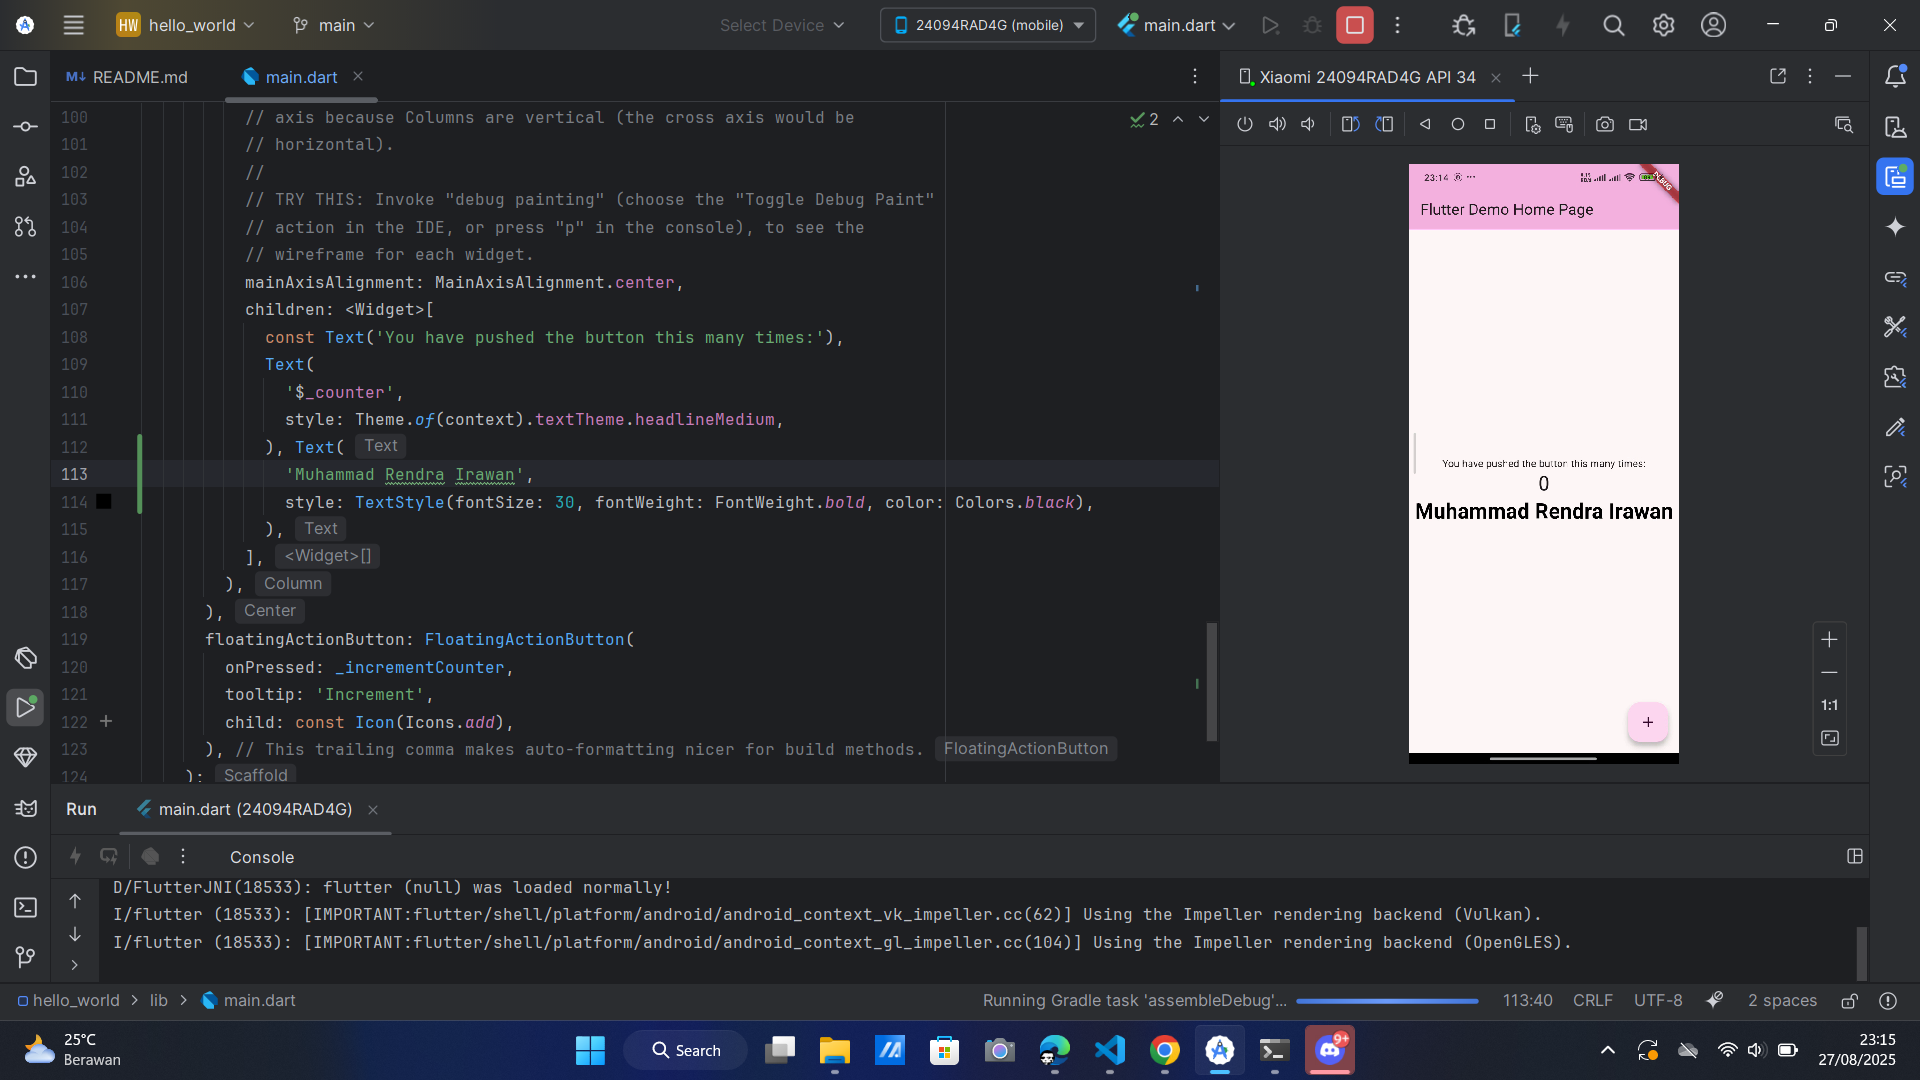 HW hello_world
main
Select Device
24094RAD4G (mobile)
main.dart
M↓ README.md
main.dart
Xiaomi 24094RAD4G API 34
2
100 // axis because Columns are vertical (the cross axis would be
101 // horizontal).
102 //
103 // TRY THIS: Invoke "debug painting" (choose the "Toggle Debug Paint"
104 // action in the IDE, or press "p" in the console), to see the
105 // wireframe for each widget.
106 mainAxisAlignment: MainAxisAlignment.center,
107 children: <Widget>[
108 const Text('You have pushed the button this many times:'),
109 Text(
110 '$_counter',
111 style: Theme.of(context).textTheme.headlineMedium,
112 ), Text( Text
113 'Muhammad Rendra Irawan',
114 style: TextStyle(fontSize: 30, fontWeight: FontWeight.bold, color: Colors.black),
115 ), Text
116 ], <Widget>[]
117 ), Column
118 ), Center
119 floatingActionButton: FloatingActionButton(
120 onPressed: _incrementCounter,
121 tooltip: 'Increment',
122 child: const Icon(Icons.add),
123 ), // This trailing comma makes auto-formatting nicer for build methods. FloatingActionButton
124 ); Scaffold
23:14
DEBUG
Flutter Demo Home Page
You have pushed the button this many times:
0
Muhammad Rendra Irawan
+
1:1
Run
main.dart (24094RAD4G)
Console
D/FlutterJNI(18533): flutter (null) was loaded normally!
I/flutter (18533): [IMPORTANT:flutter/shell/platform/android/android_context_vk_impeller.cc(62)] Using the Impeller rendering backend (Vulkan).
I/flutter (18533): [IMPORTANT:flutter/shell/platform/android/android_context_gl_impeller.cc(104)] Using the Impeller rendering backend (OpenGLES).
hello_world > lib > main.dart
Running Gradle task 'assembleDebug'...
113:40
CRLF
UTF-8
2 spaces
25°C
Berawan
Search
9+
23:15
27/08/2025